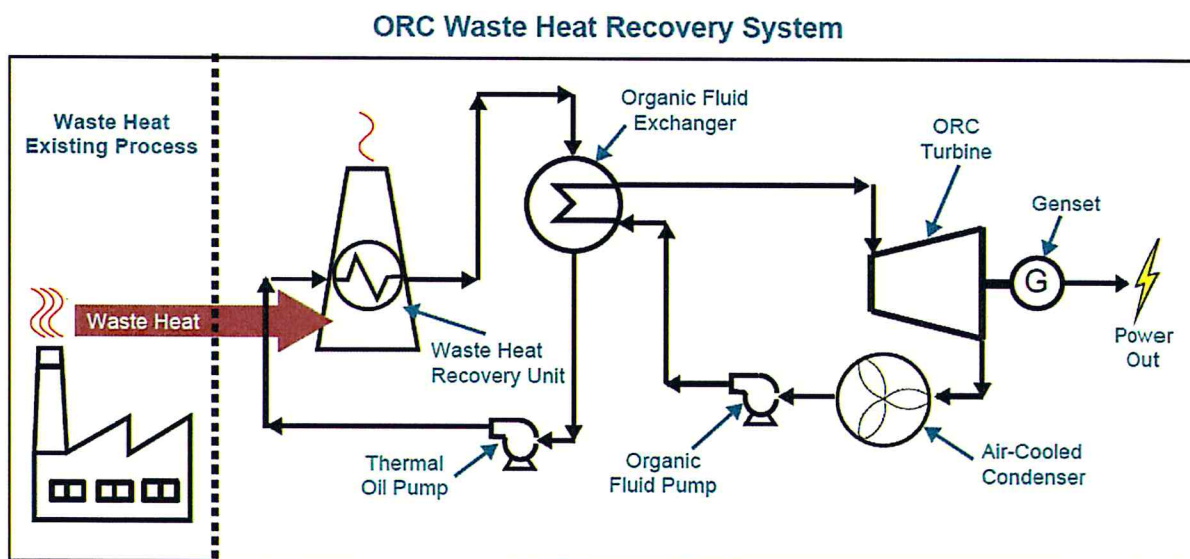 ORC Waste Heat Recovery System
Waste Heat
Existing Process
Organic Fluid
Exchanger
ORC
Turbine
Genset
G
Waste Heat
Power
Out
Waste Heat
Recovery Unit
Thermal
Oil Pump
Organic
Fluid Pump
Air-Cooled
Condenser